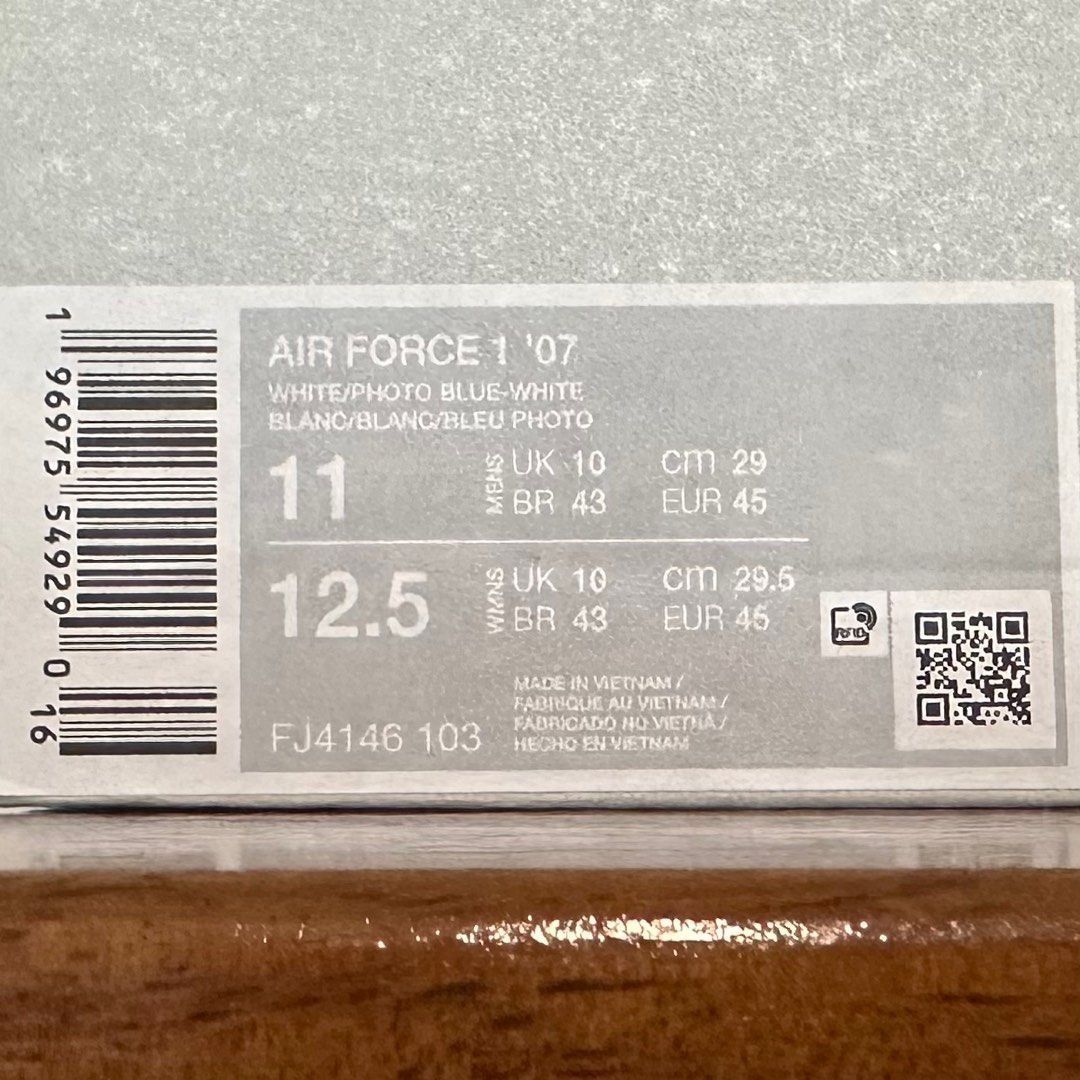 1 96975 54929 0 16
AIR FORCE 1 '07
WHITE/PHOTO BLUE-WHITE
BLANC/BLANC/BLEU PHOTO
11 MENS UK 10 cm 29
BR 43 EUR 45
12.5 WMNS UK 10 cm 29.5
BR 43 EUR 45
MADE IN VIETNAM /
FABRIQUE AU VIETNAM /
FABRICADO NO VIETNÃ /
HECHO EN VIETNAM
FJ4146 103